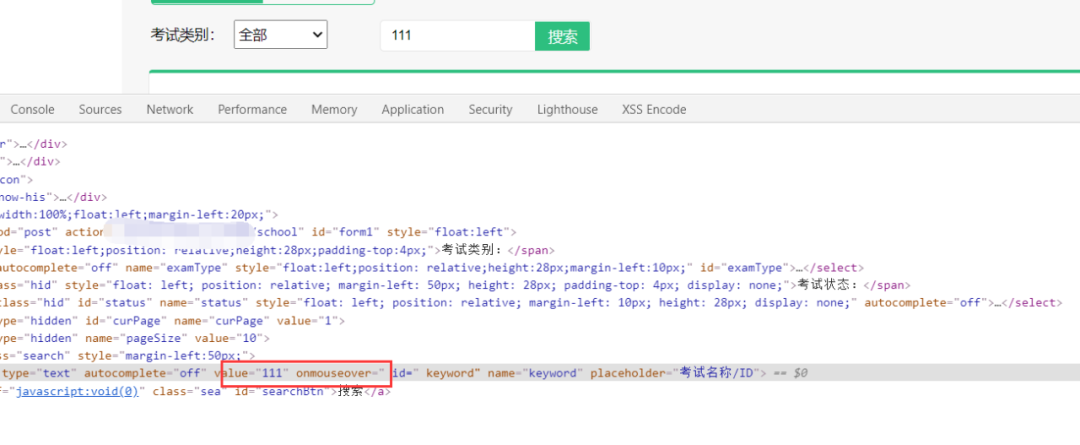 考试类别： 全部 111 搜索
Console Sources Network Performance Memory Application Security Lighthouse XSS Encode
r">…</div>
">…</div>
con">
how-his">…</div>
width:100%;float:left;margin-left:20px;">
od="post" action school" id="form1" style="float:left">
yle="float:left;position: relative;height:28px;padding-top:4px;">考试类别：</span>
autocomplete="off" name="examType" style="float:left;position: relative;height:28px;margin-left:10px;" id="examType">…</select>
ass="hid" style="float: left; position: relative; margin-left: 50px; height: 28px; padding-top: 4px; display: none;">考试状态：</span>
class="hid" id="status" name="status" style="float: left; position: relative; margin-left: 10px; height: 28px; display: none;" autocomplete="off">…</select>
ype="hidden" id="curPage" name="curPage" value="1">
ype="hidden" name="pageSize" value="10">
ss="search" style="margin-left:50px;">
type="text" autocomplete="off" value="111" onmouseover=" id=" keyword" name="keyword" placeholder="考试名称/ID"> == $0
f="javascript:void(0)" class="sea" id="searchBtn">搜索</a>